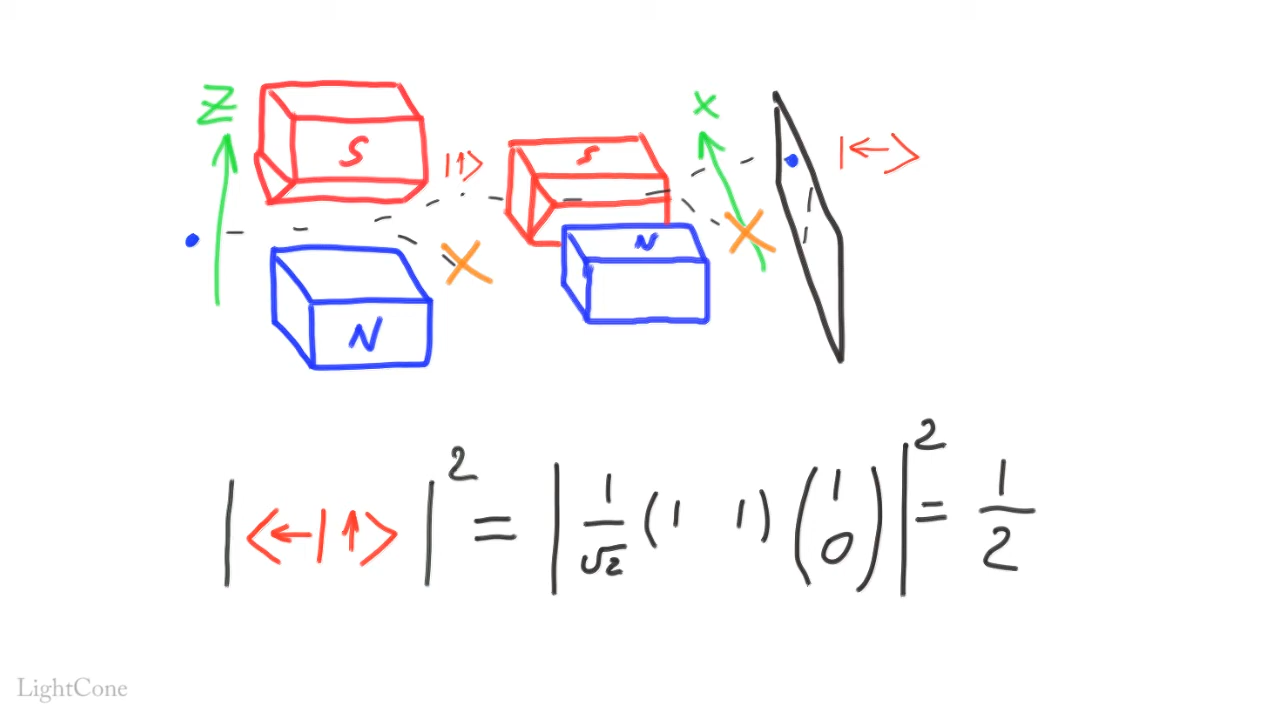 Z S |↑⟩ S x |←⟩
N N
|⟨←|↑⟩|² = |1/√2 (1 1) (1 0)|² = 1/2
LightCone